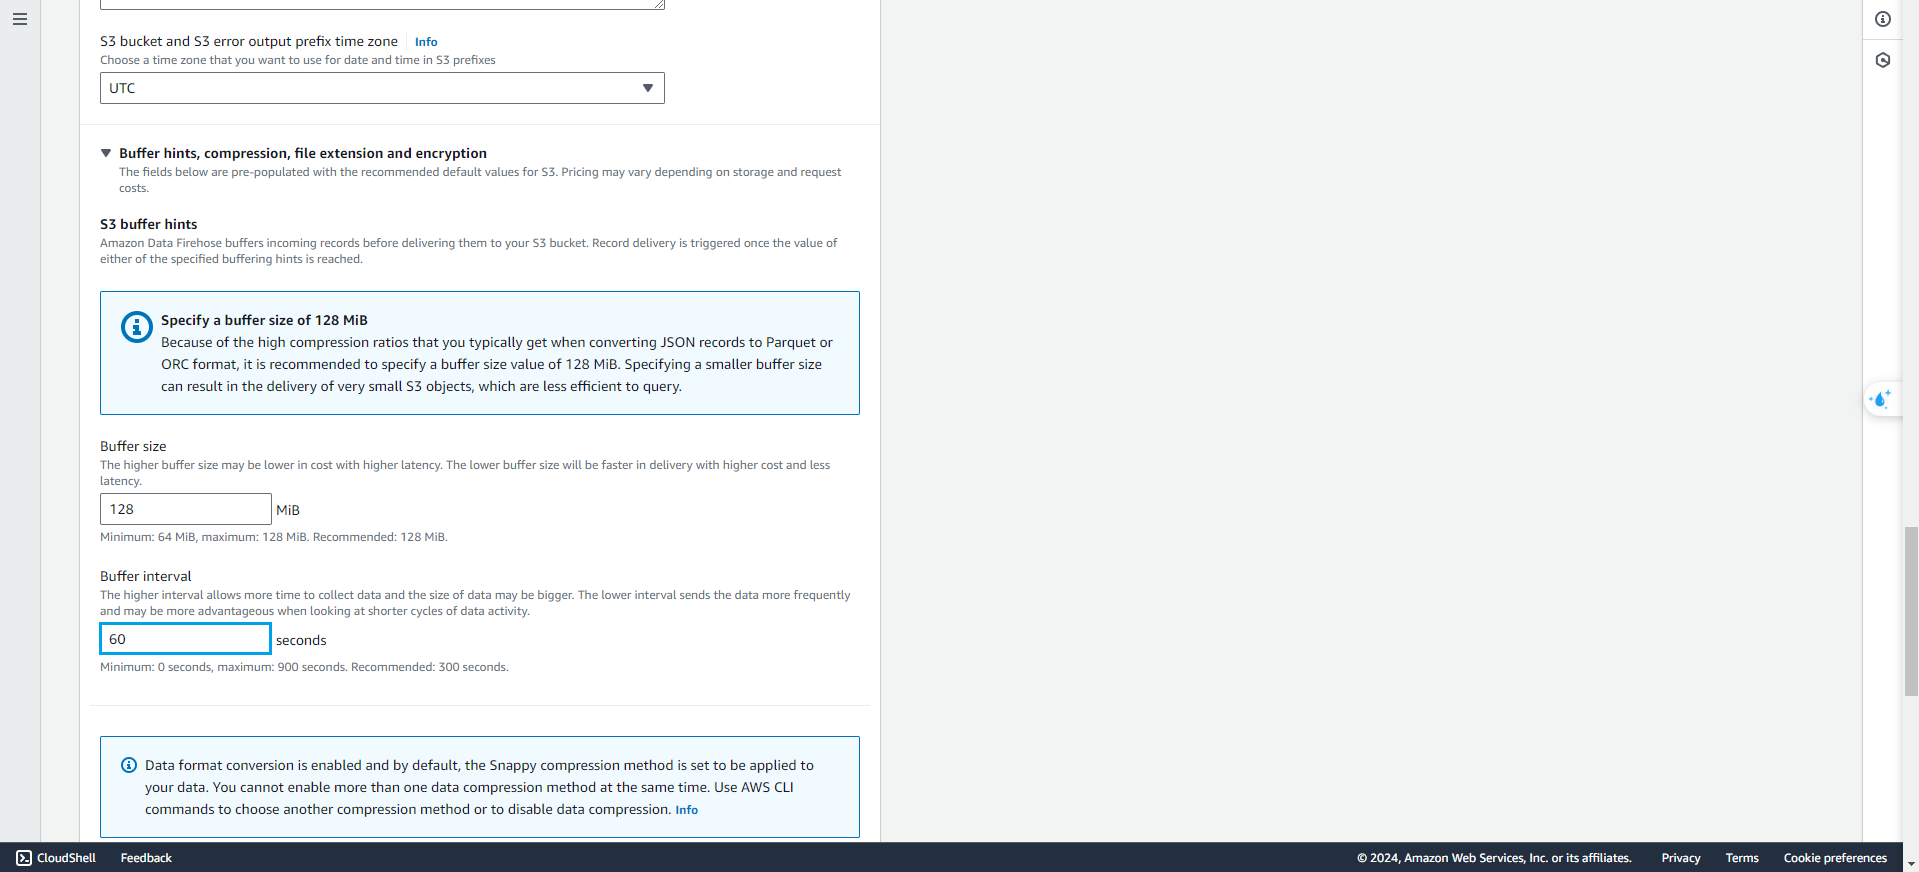 S3 bucket and S3 error output prefix time zone Info
Choose a time zone that you want to use for date and time in S3 prefixes
UTC
Buffer hints, compression, file extension and encryption
The fields below are pre-populated with the recommended default values for S3. Pricing may vary depending on storage and request
costs.
S3 buffer hints
Amazon Data Firehose buffers incoming records before delivering them to your S3 bucket. Record delivery is triggered once the value of
either of the specified buffering hints is reached.
Specify a buffer size of 128 MiB
Because of the high compression ratios that you typically get when converting JSON records to Parquet or
ORC format, it is recommended to specify a buffer size value of 128 MiB. Specifying a smaller buffer size
can result in the delivery of very small S3 objects, which are less efficient to query.
Buffer size
The higher buffer size may be lower in cost with higher latency. The lower buffer size will be faster in delivery with higher cost and less
latency.
128 MiB
Minimum: 64 MiB, maximum: 128 MiB. Recommended: 128 MiB.
Buffer interval
The higher interval allows more time to collect data and the size of data may be bigger. The lower interval sends the data more frequently
and may be more advantageous when looking at shorter cycles of data activity.
60 seconds
Minimum: 0 seconds, maximum: 900 seconds. Recommended: 300 seconds.
Data format conversion is enabled and by default, the Snappy compression method is set to be applied to
your data. You cannot enable more than one data compression method at the same time. Use AWS CLI
commands to choose another compression method or to disable data compression. Info
CloudShell Feedback © 2024, Amazon Web Services, Inc. or its affiliates. Privacy Terms Cookie preferences